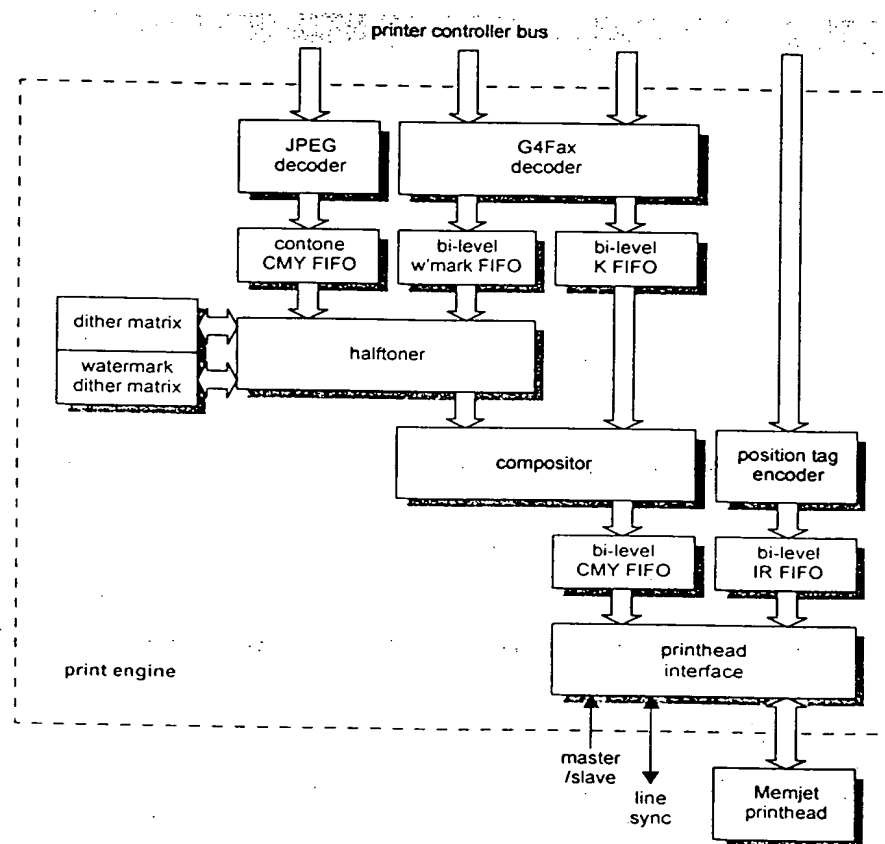 printer controller bus
JPEG
decoder
G4Fax
decoder
contone
CMY FIFO
bi-level
w'mark FIFO
bi-level
K FIFO
dither matrix
watermark
dither matrix
halftoner
compositor
position tag
encoder
bi-level
CMY FIFO
bi-level
IR FIFO
printhead
interface
print engine
master
/slave
line
sync
Memjet
printhead